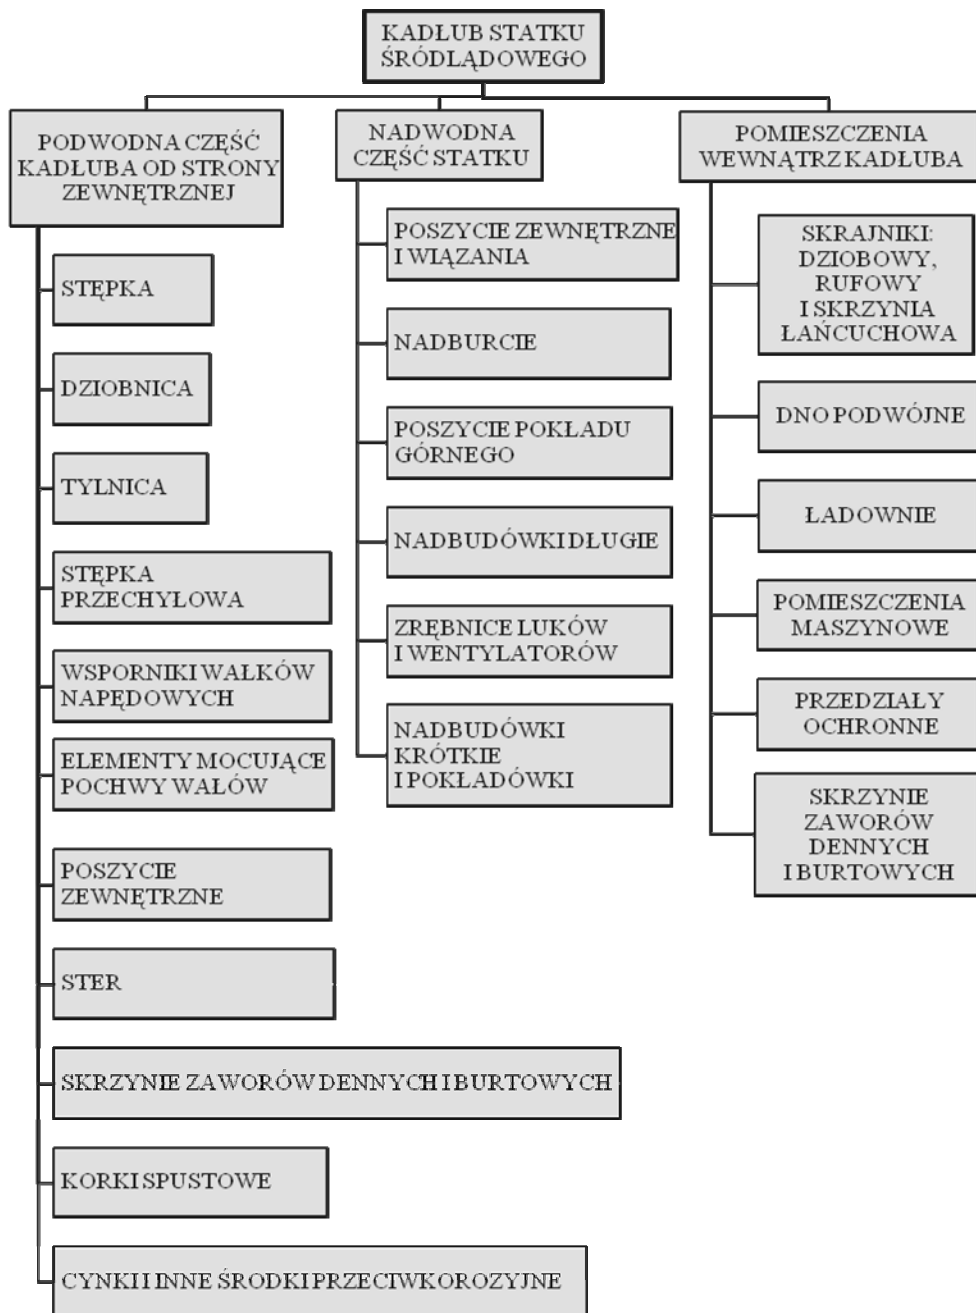 KADŁUB STATKU
ŚRÓDLĄDOWEGO
PODWODNA CZĘŚĆ
KADŁUBA OD STRONY
ZEWNĘTRZNEJ
STĘPKA
DZIOBNICA
TYLNICA
STĘPKA
PRZECHYŁOWA
WSPORNIKI WAŁKÓW
NAPĘDOWYCH
ELEMENTY MOCUJĄCE
POCHWY WAŁÓW
POSZYCIE
ZEWNĘTRZNE
STER
SKRZYNIE ZAWORÓW DENNYCH I BURTOWYCH
KORKI SPUSTOWE
CYNKI I INNE ŚRODKI PRZECIWKOROZYJNE
NADWODNA
CZĘŚĆ STATKU
POSZYCIE ZEWNĘTRZNE
I WIĄZANIA
NADBURCIE
POSZYCIE POKŁADU
GÓRNEGO
NADBUDÓWKI DŁUGIE
ZRĘBNICE LUKÓW
I WENTYLATORÓW
NADBUDÓWKI
KRÓTKIE
I POKŁADÓWKI
POMIESZCZENIA
WEWNĄTRZ KADŁUBA
SKRAJNIKI:
DZIOBOWY,
RUFOWY
I SKRZYNIA
ŁAŃCUCHOWA
DNO PODWÓJNE
ŁADOWNIE
POMIESZCZENIA
MASZYNOWE
PRZEDZIAŁY
OCHRONNE
SKRZYNIE
ZAWORÓW
DENNYCH
I BURTOWYCH